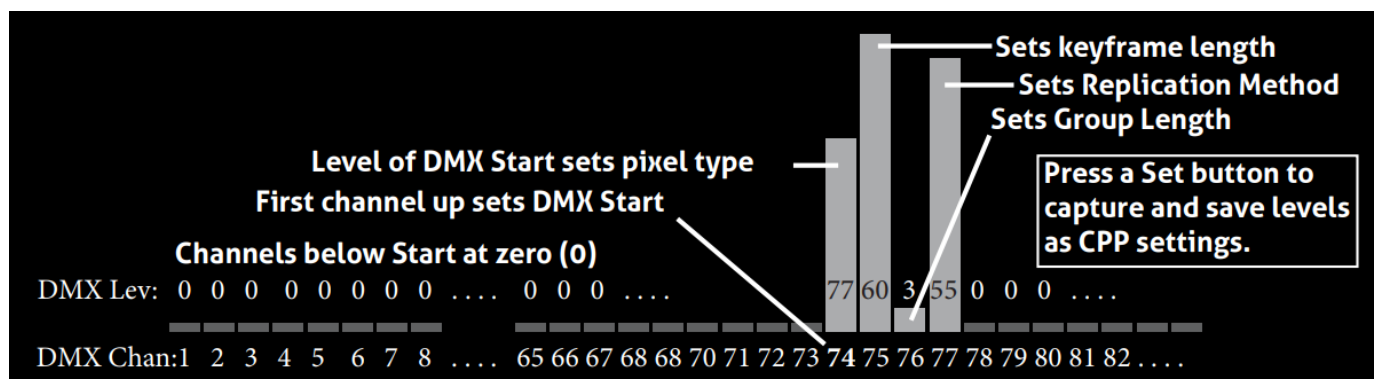 Sets keyframe length
Sets Replication Method
Sets Group Length
Level of DMX Start sets pixel type
First channel up sets DMX Start
Press a Set button to
capture and save levels
as CPP settings.
Channels below Start at zero (0)
DMX Lev: 0 0 0 0 0 0 0 0 .... 0 0 0 .... 77 60 3 55 0 0 0 ....
DMX Chan:1 2 3 4 5 6 7 8 .... 65 66 67 68 68 70 71 72 73 74 75 76 77 78 79 80 81 82 ....